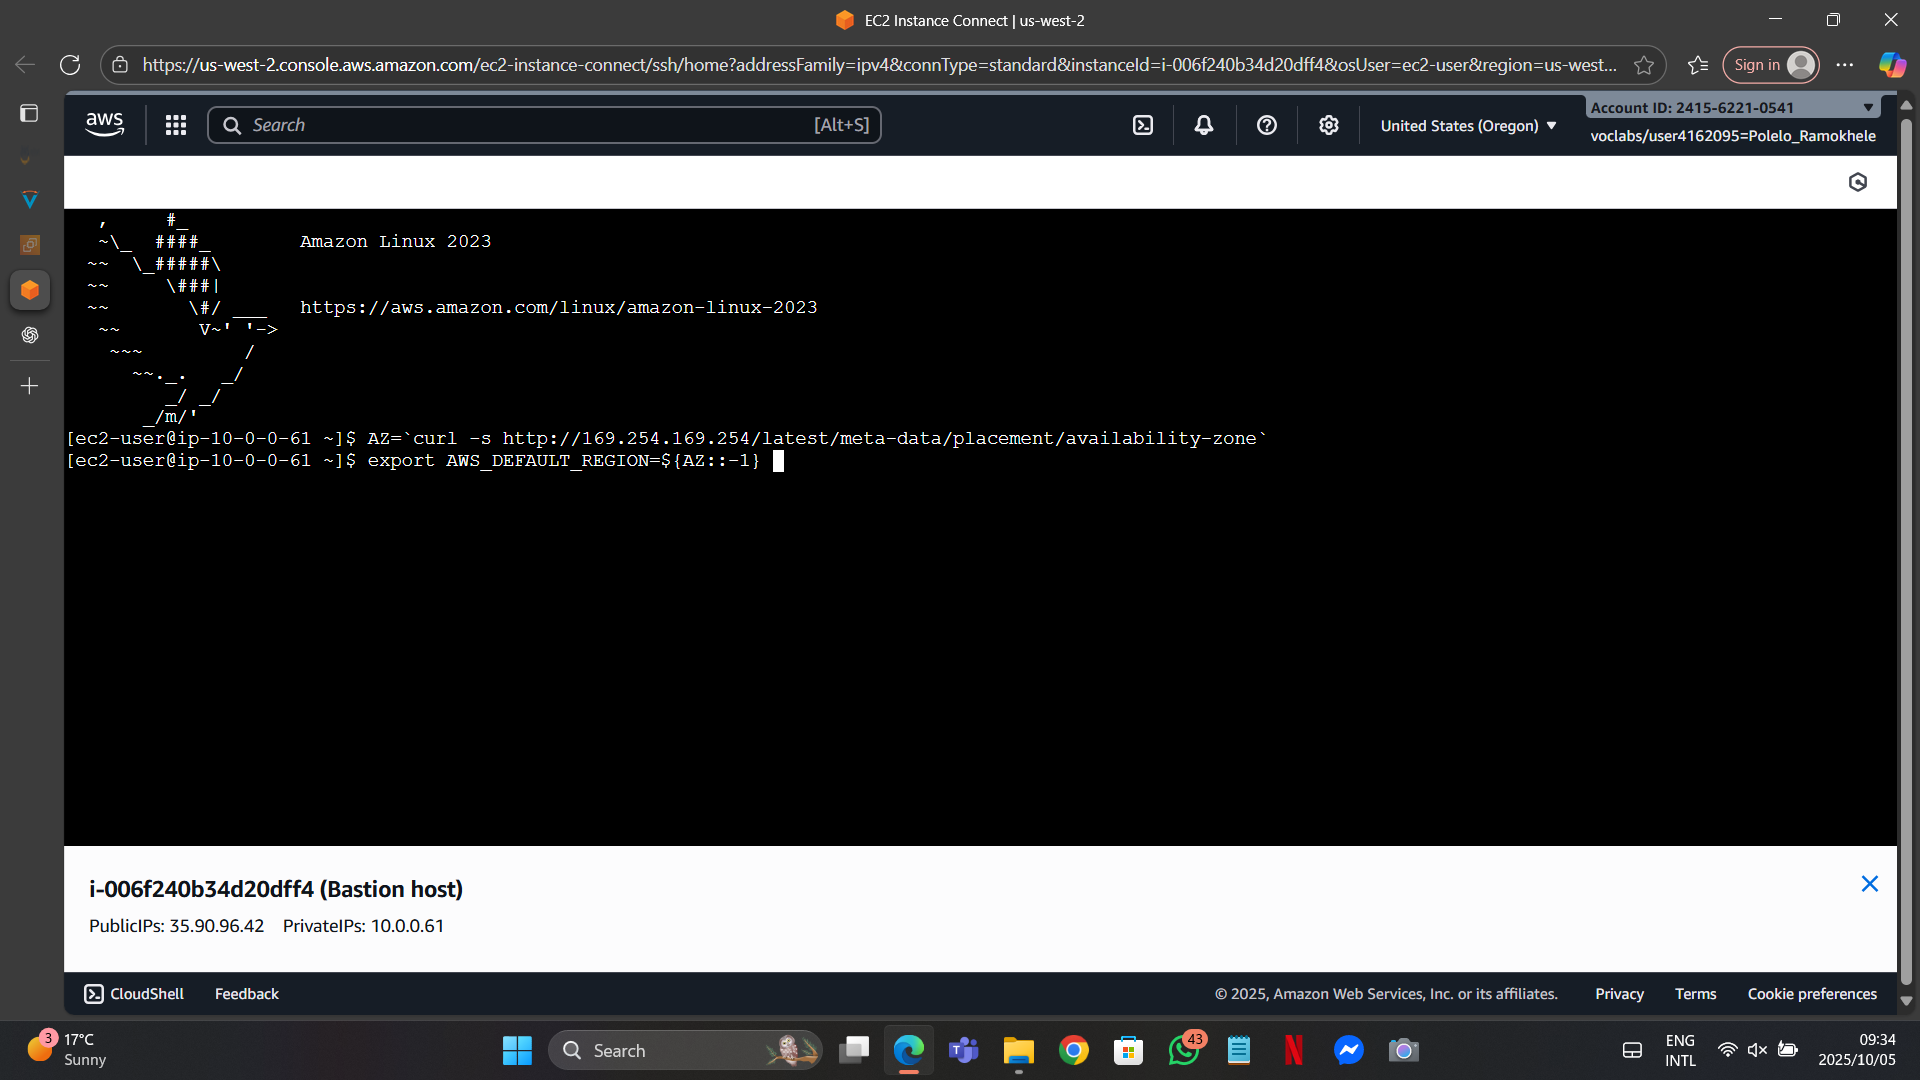 EC2 Instance Connect | us-west-2
https://us-west-2.console.aws.amazon.com/ec2-instance-connect/ssh/home?addressFamily=ipv4&connType=standard&instanceId=i-006f240b34d20dff4&osUser=ec2-user&region=us-west...
Sign in
aws
Search
[Alt+S]
United States (Oregon)
Account ID: 2415-6221-0541
voclabs/user4162095=Polelo_Ramokhele
   ,     #_
   ~\_  ####_        Amazon Linux 2023
  ~~  \_#####\
  ~~     \###|
  ~~       \#/ ___   https://aws.amazon.com/linux/amazon-linux-2023
   ~~       V~' '->
    ~~~         /
      ~~._.   _/
         _/ _/
       _/m/'
[ec2-user@ip-10-0-0-61 ~]$ AZ=`curl -s http://169.254.169.254/latest/meta-data/placement/availability-zone`
[ec2-user@ip-10-0-0-61 ~]$ export AWS_DEFAULT_REGION=${AZ::-1}
i-006f240b34d20dff4 (Bastion host)
PublicIPs: 35.90.96.42 PrivateIPs: 10.0.0.61
CloudShell
Feedback
© 2025, Amazon Web Services, Inc. or its affiliates.
Privacy
Terms
Cookie preferences
3
17°C
Sunny
Search
43
ENG
INTL
09:34
2025/10/05